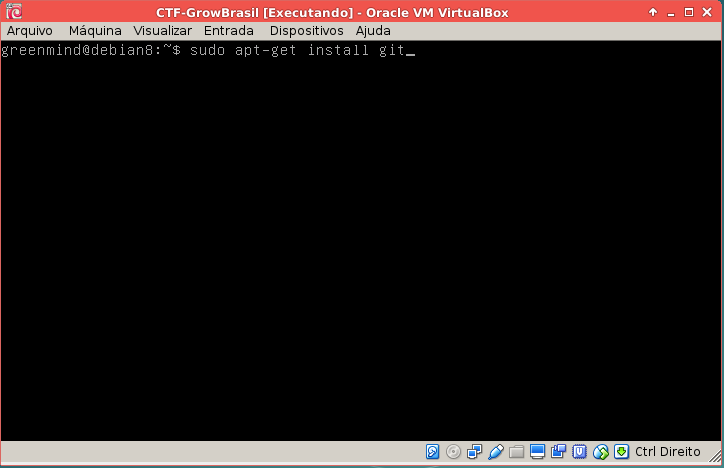 CTF-GrowBrasil [Executando] - Oracle VM VirtualBox
Arquivo Máquina Visualizar Entrada Dispositivos Ajuda
greenmind@debian8:~$ sudo apt-get install git_
Ctrl Direito